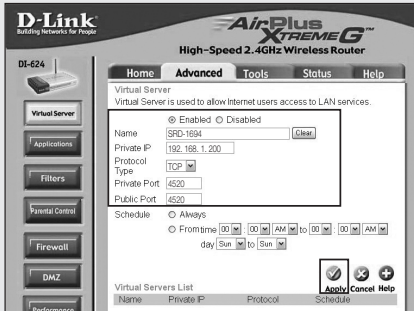 D-Link
Building Networks for People
AirPlus
XTREME G™
High-Speed 2.4GHz Wireless Router
DI-624
Home Advanced Tools Status Help
Virtual Server
Applications
Filters
Parental Control
Firewall
DMZ
Performance
Virtual Server
Virtual Server is used to allow Internet users access to LAN services.
Enabled Disabled
Name SRD-1694 Clear
Private IP 192. 168. 1. 200
Protocol Type TCP
Private Port 4520
Public Port 4520
Schedule Always
From time 00 : 00 AM to 00 : 00 AM
day Sun to Sun
Apply Cancel Help
Virtual Servers List
Name Private IP Protocol Schedule